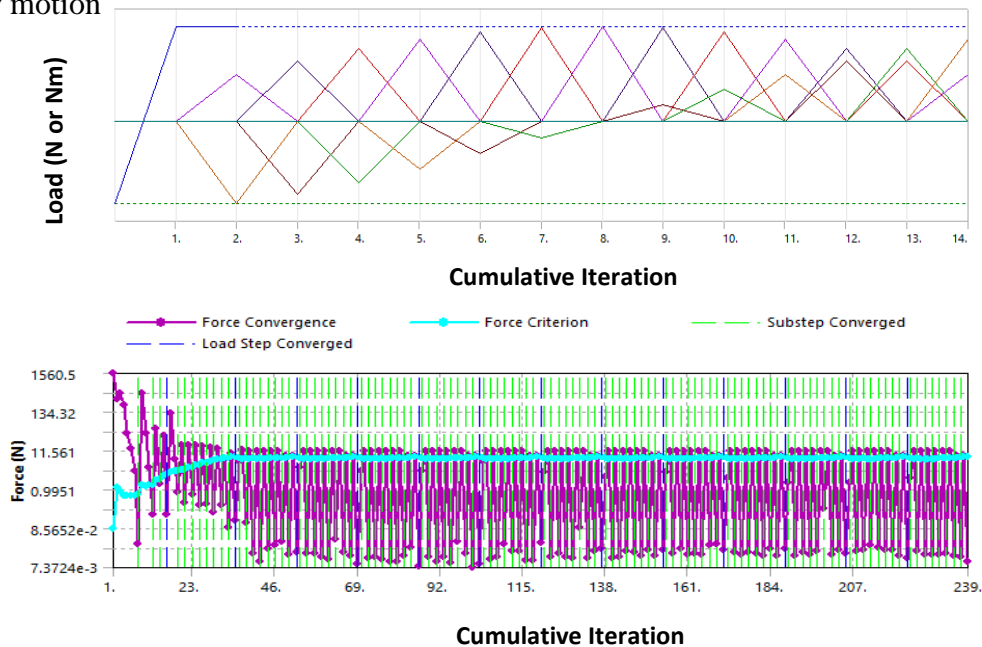 motion
Load (N or Nm)
1. 2. 3. 4. 5. 6. 7. 8. 9. 10. 11. 12. 13. 14.
Cumulative Iteration
Force Convergence Force Criterion Substep Converged
Load Step Converged
Force (N)
1560.5
134.32
11.561
0.9951
8.5652e-2
7.3724e-3
1. 23. 46. 69. 92. 115. 138. 161. 184. 207. 239.
Cumulative Iteration